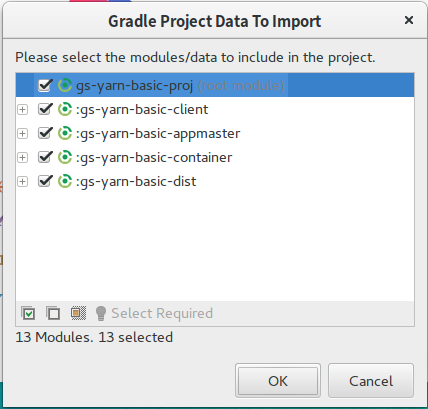 Gradle Project Data To Import
Please select the modules/data to include in the project.
gs-yarn-basic-proj (root module)
:gs-yarn-basic-client
:gs-yarn-basic-appmaster
:gs-yarn-basic-container
:gs-yarn-basic-dist
Select Required
13 Modules. 13 selected
OK Cancel